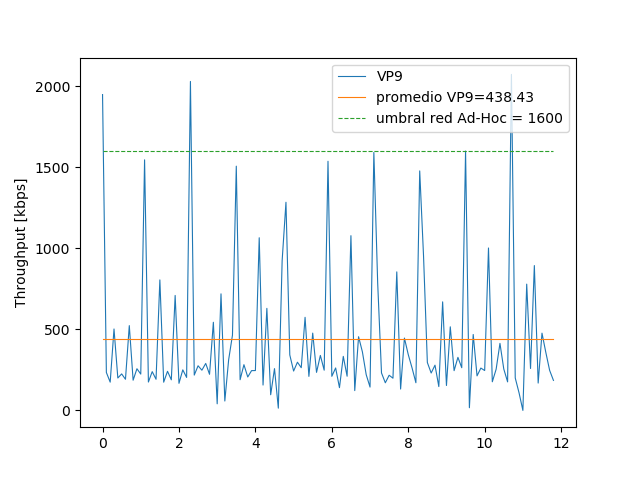 VP9
promedio VP9=438.43
umbral red Ad-Hoc = 1600
Throughput [kbps]
2000
1500
1000
500
0
0 2 4 6 8 10 12